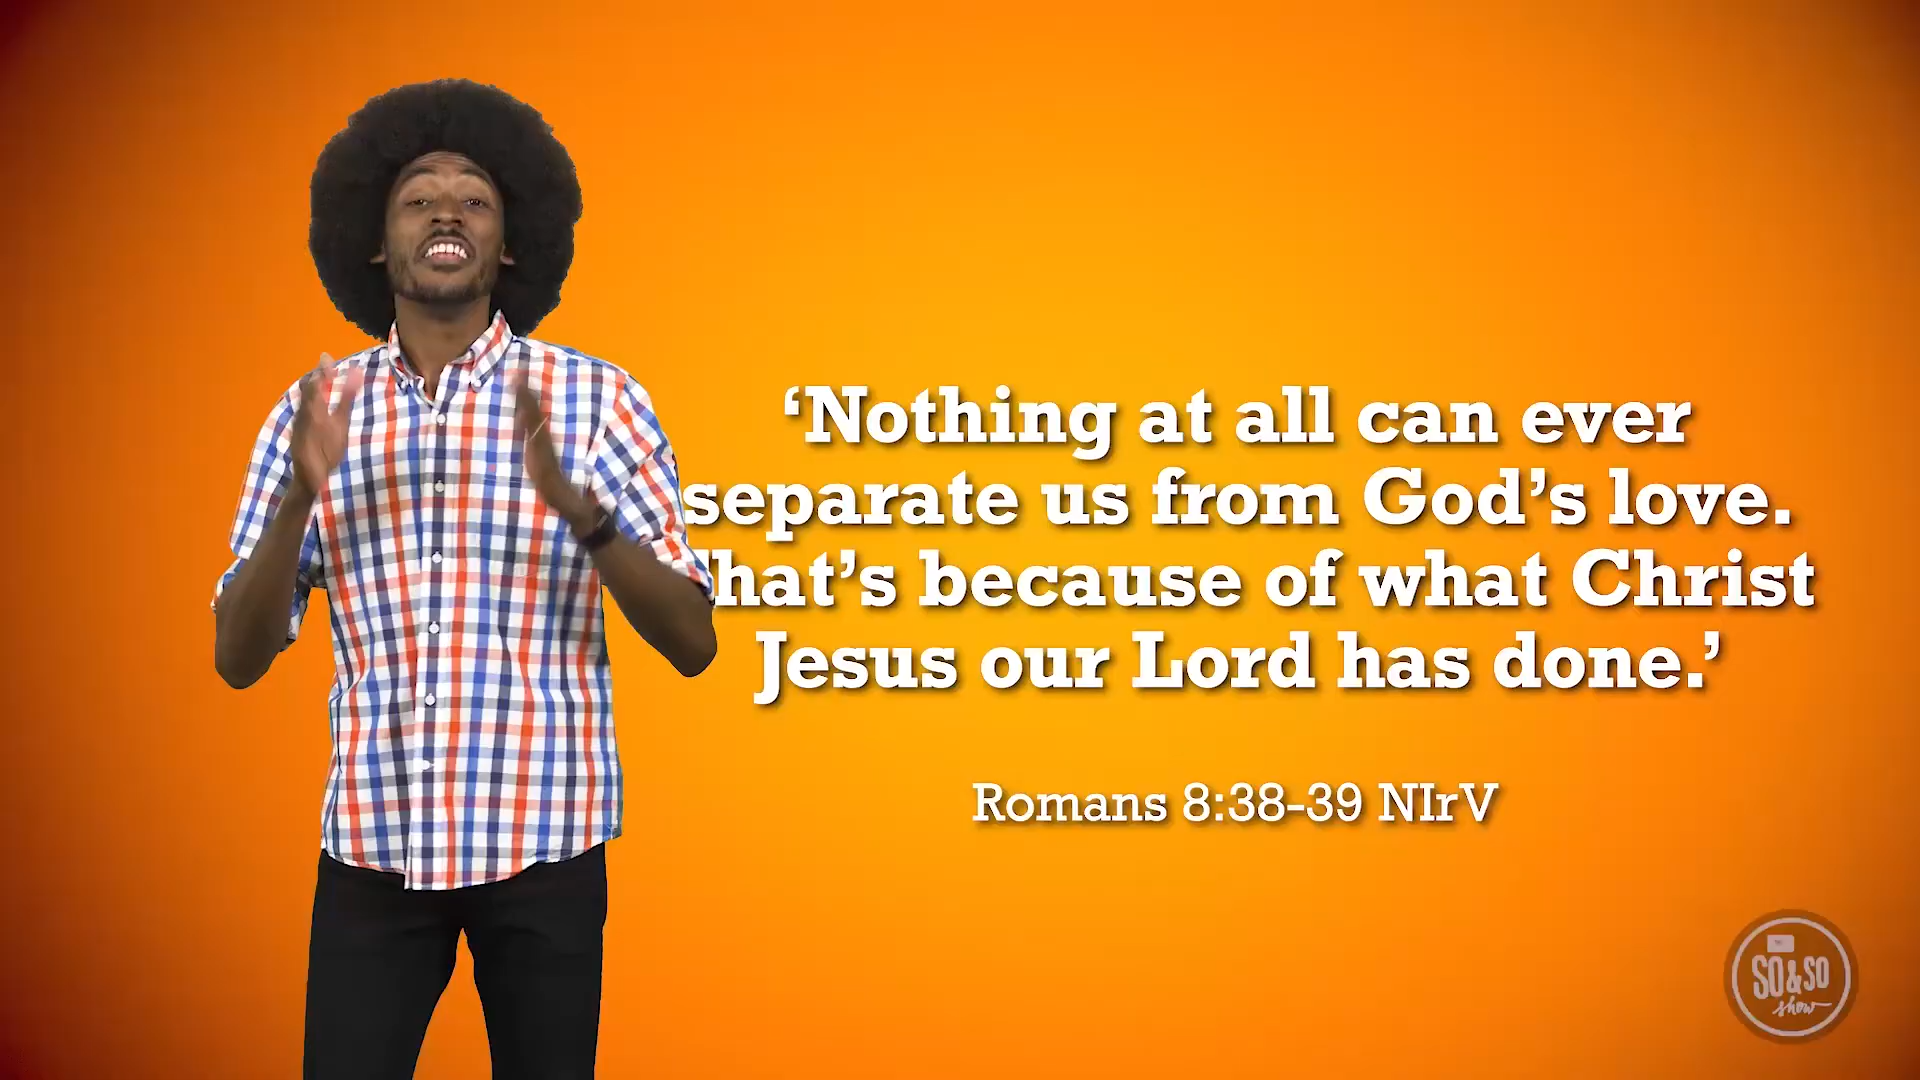 ‘Nothing at all can ever
separate us from God’s love.
hat’s because of what Christ
Jesus our Lord has done.’
Romans 8:38-39 NIrV
SO & SO
show